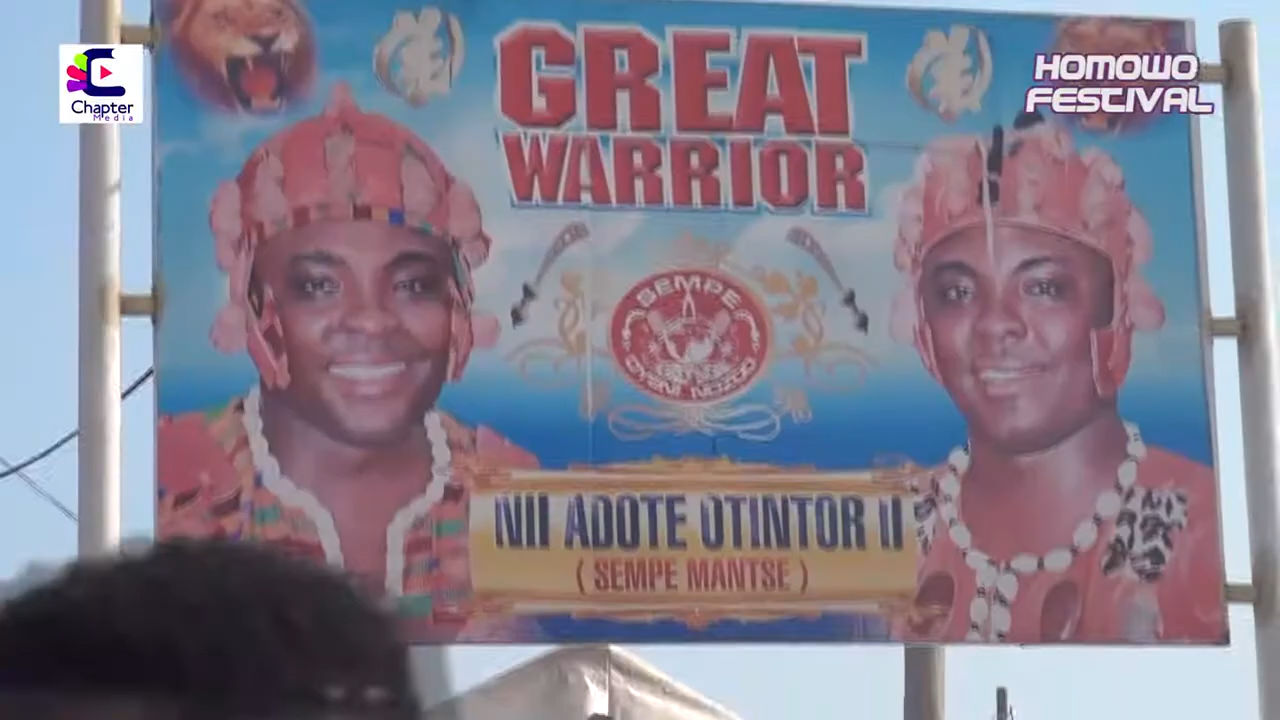 Chapter
Media
HOMOWO
FESTIVAL
GREAT
WARRIOR
SEMPE
NII ADOTE OTINTOR II
( SEMPE MANTSE )